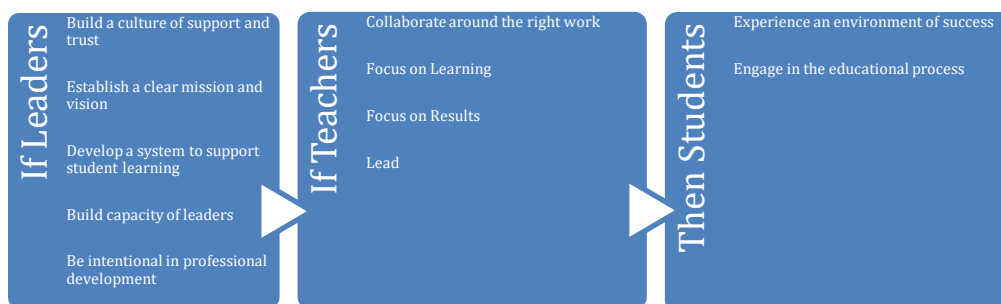 If Leaders
Build a culture of support and
trust
Establish a clear mission and
vision
Develop a system to support
student learning
Build capacity of leaders
Be intentional in professional
development
If Teachers
Collaborate around the right work
Focus on Learning
Focus on Results
Lead
Then Students
Experience an environment of success
Engage in the educational process